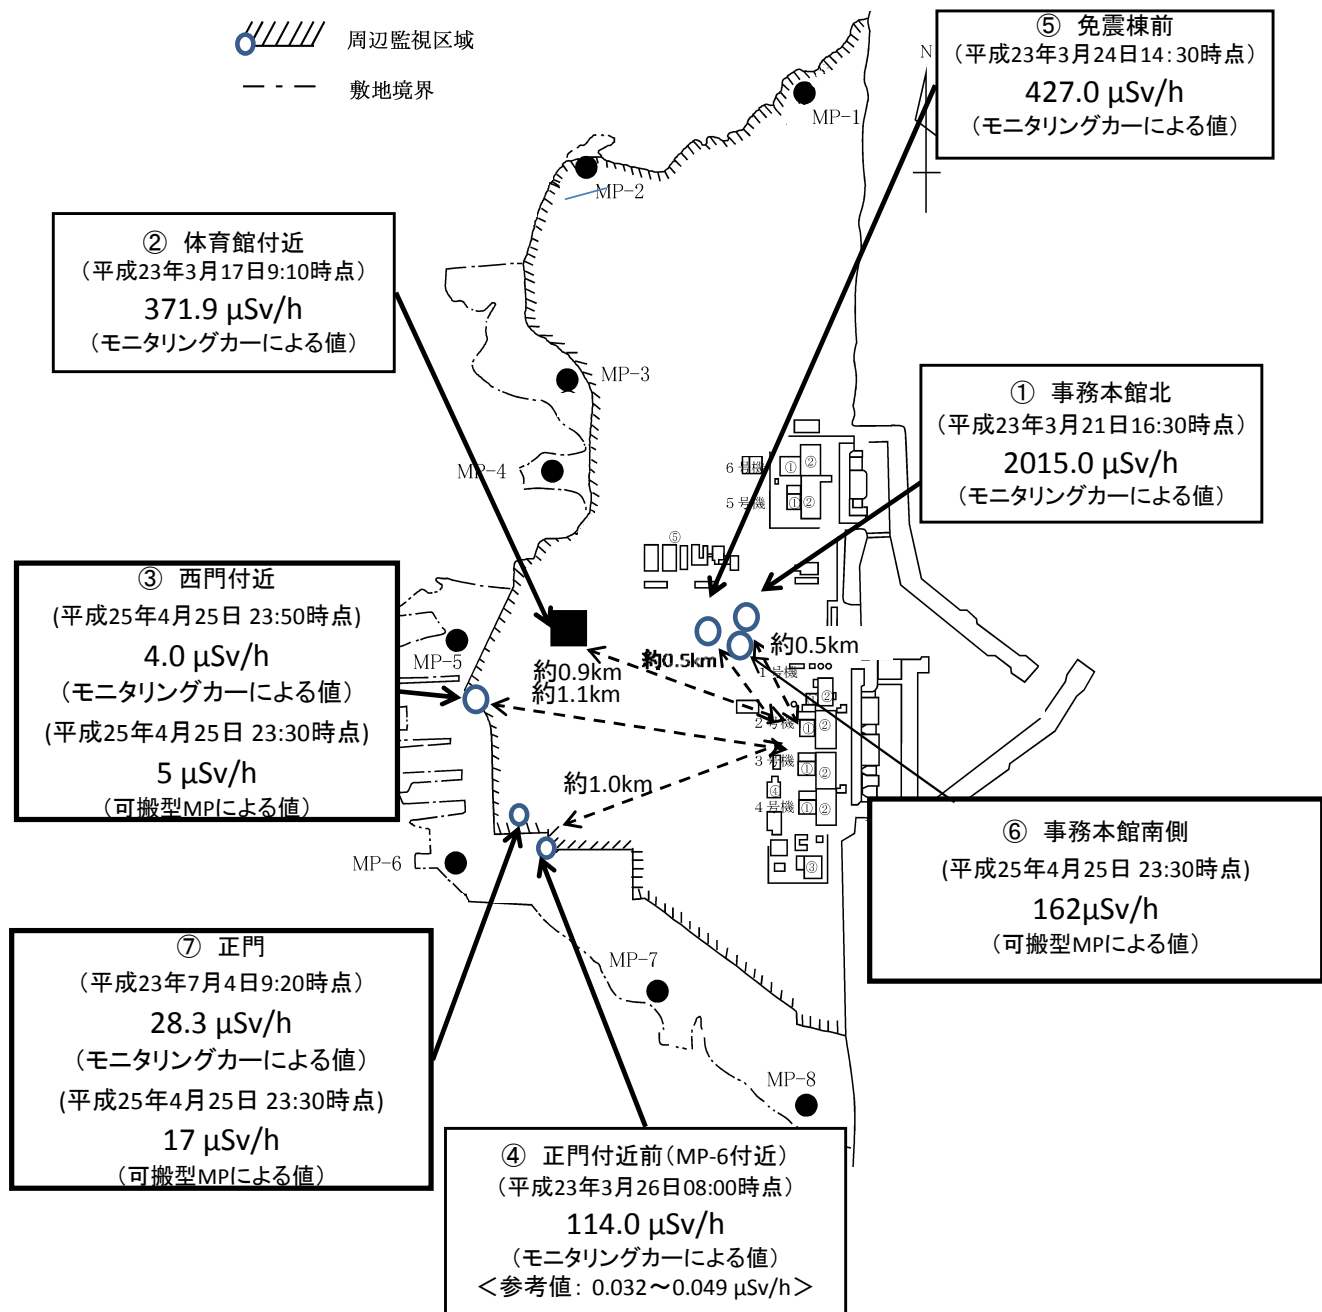 周辺監視区域
敷地境界
⑤ 免震棟前
（平成23年3月24日14:30時点）
427.0 μSv/h
（モニタリングカーによる値）
N
MP-1
MP-2
② 体育館付近
（平成23年3月17日9:10時点）
371.9 μSv/h
（モニタリングカーによる値）
MP-3
MP-4
① 事務本館北
（平成23年3月21日16:30時点）
2015.0 μSv/h
（モニタリングカーによる値）
6号機
①
②
5号機
①
②
⑤
③ 西門付近
(平成25年4月25日 23:50時点)
4.0 μSv/h
（モニタリングカーによる値）
(平成25年4月25日 23:30時点)
5 μSv/h
（可搬型MPによる値）
MP-5
約0.9km
約1.1km
約0.5km
約0.5km
1号機
②
2号機
①
②
3号機
①
②
④
4号機
①
②
③
約1.0km
MP-6
⑥ 事務本館南側
(平成25年4月25日 23:30時点)
162μSv/h
（可搬型MPによる値）
⑦ 正門
（平成23年7月4日9:20時点）
28.3 μSv/h
（モニタリングカーによる値）
(平成25年4月25日 23:30時点)
17 μSv/h
（可搬型MPによる値）
MP-7
MP-8
④ 正門付近前（MP-6付近）
（平成23年3月26日08:00時点）
114.0 μSv/h
（モニタリングカーによる値）
＜参考値： 0.032～0.049 μSv/h＞